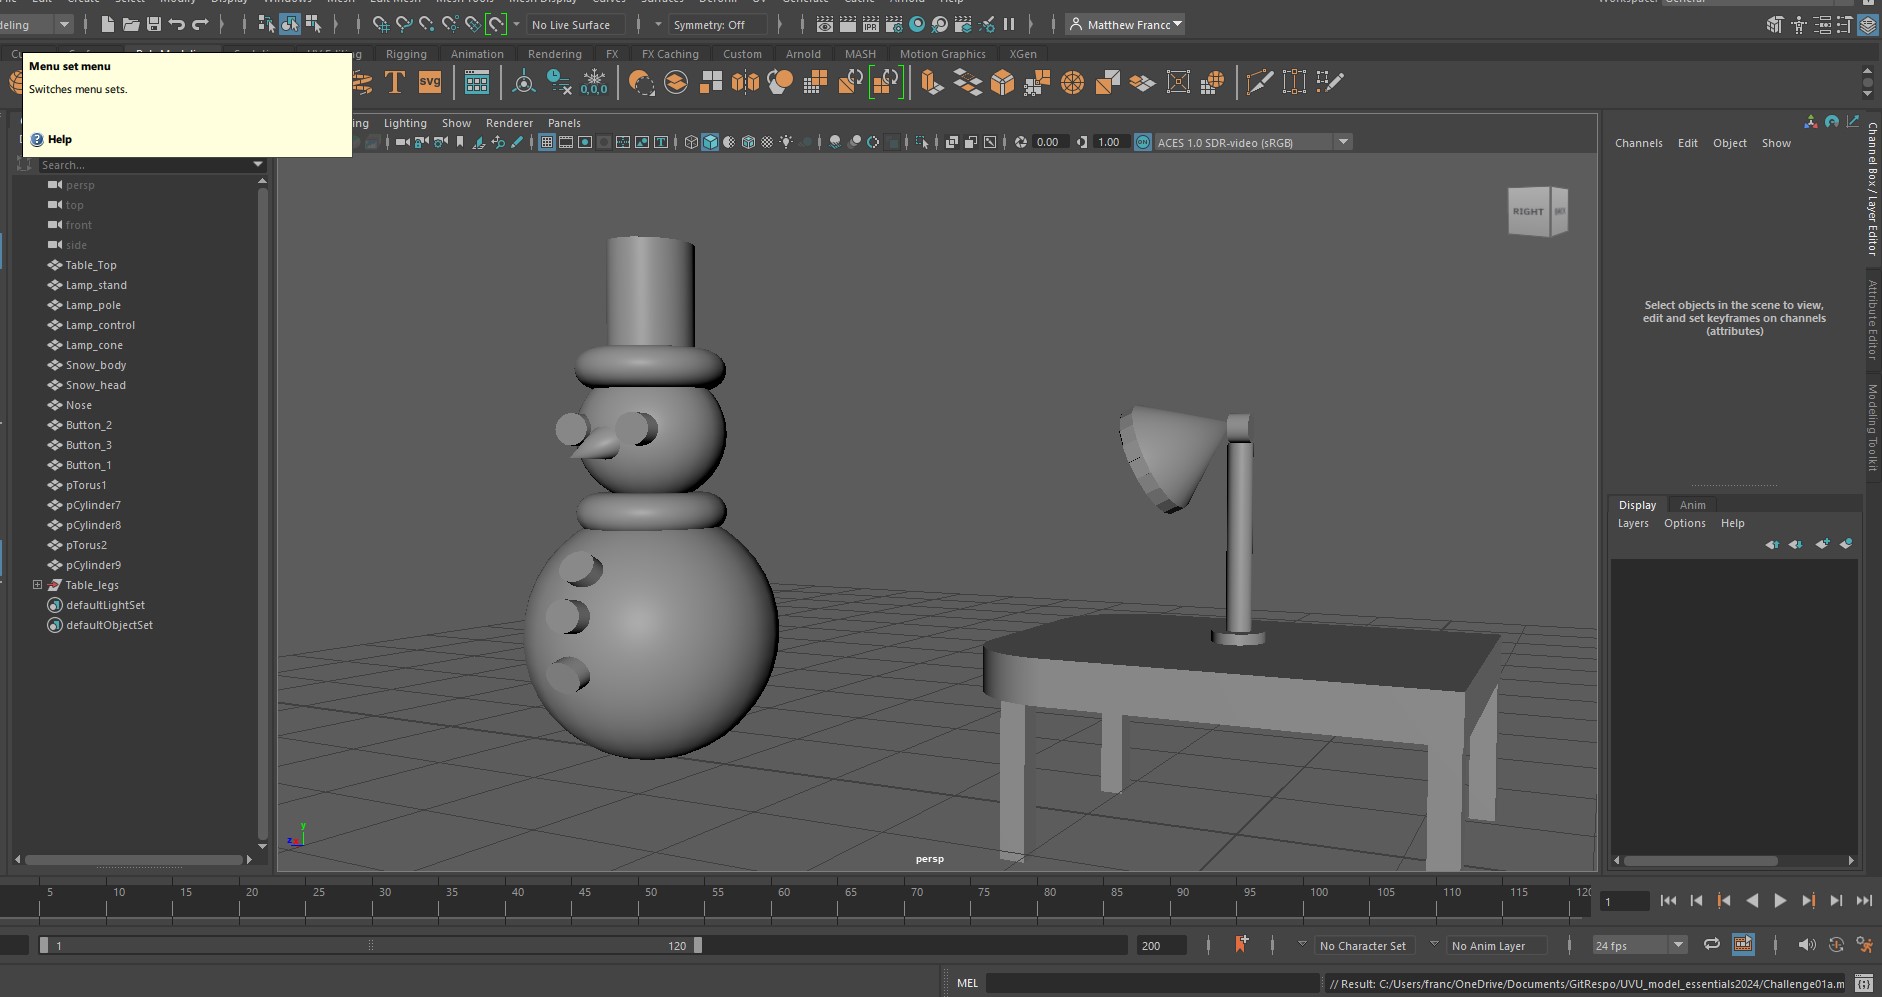 deling
No Live Surface
Symmetry: Off
Matthew Francc
Rigging
Animation
Rendering
FX
FX Caching
Custom
Arnold
MASH
Motion Graphics
XGen
Menu set menu
Switches menu sets.
Help
T
SVG
0,0,0
IPR
Lighting
Show
Renderer
Panels
0.00
1.00
ON
ACES 1.0 SDR-video (sRGB)
Search...
persp
top
front
side
Table_Top
Lamp_stand
Lamp_pole
Lamp_control
Lamp_cone
Snow_body
Snow_head
Nose
Button_2
Button_3
Button_1
pTorus1
pCylinder7
pCylinder8
pTorus2
pCylinder9
Table_legs
defaultLightSet
defaultObjectSet
RIGHT
BACK
y
z
persp
Channels
Edit
Object
Show
Select objects in the scene to view,
edit and set keyframes on channels
(attributes)
Channel Box / Layer Editor
Attribute Editor
Modeling Toolkit
Display
Anim
Layers
Options
Help
5
10
15
20
25
30
35
40
45
50
55
60
65
70
75
80
85
90
95
100
105
110
115
120
1
1
120
200
No Character Set
No Anim Layer
24 fps
MEL
// Result: C:/Users/franc/OneDrive/Documents/GitRespo/UVU_model_essentials2024/Challenge01a.m